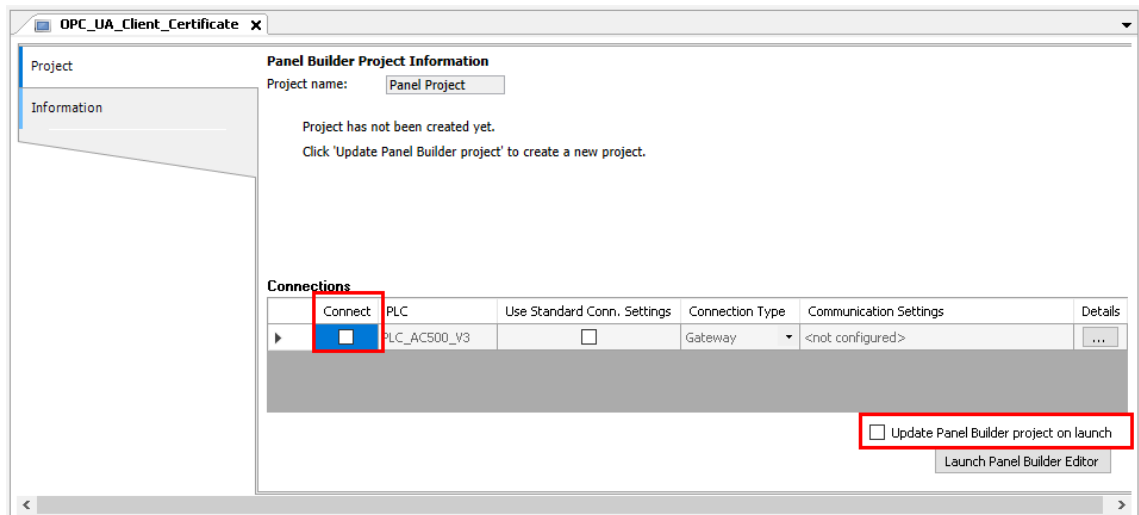 OPC_UA_Client_Certificate
Project
Information
Panel Builder Project Information
Project name: Panel Project
Project has not been created yet.
Click 'Update Panel Builder project' to create a new project.
Connections
Connect PLC Use Standard Conn. Settings Connection Type Communication Settings Details
PLC_AC500_V3 Gateway <not configured> ...
Update Panel Builder project on launch
Launch Panel Builder Editor